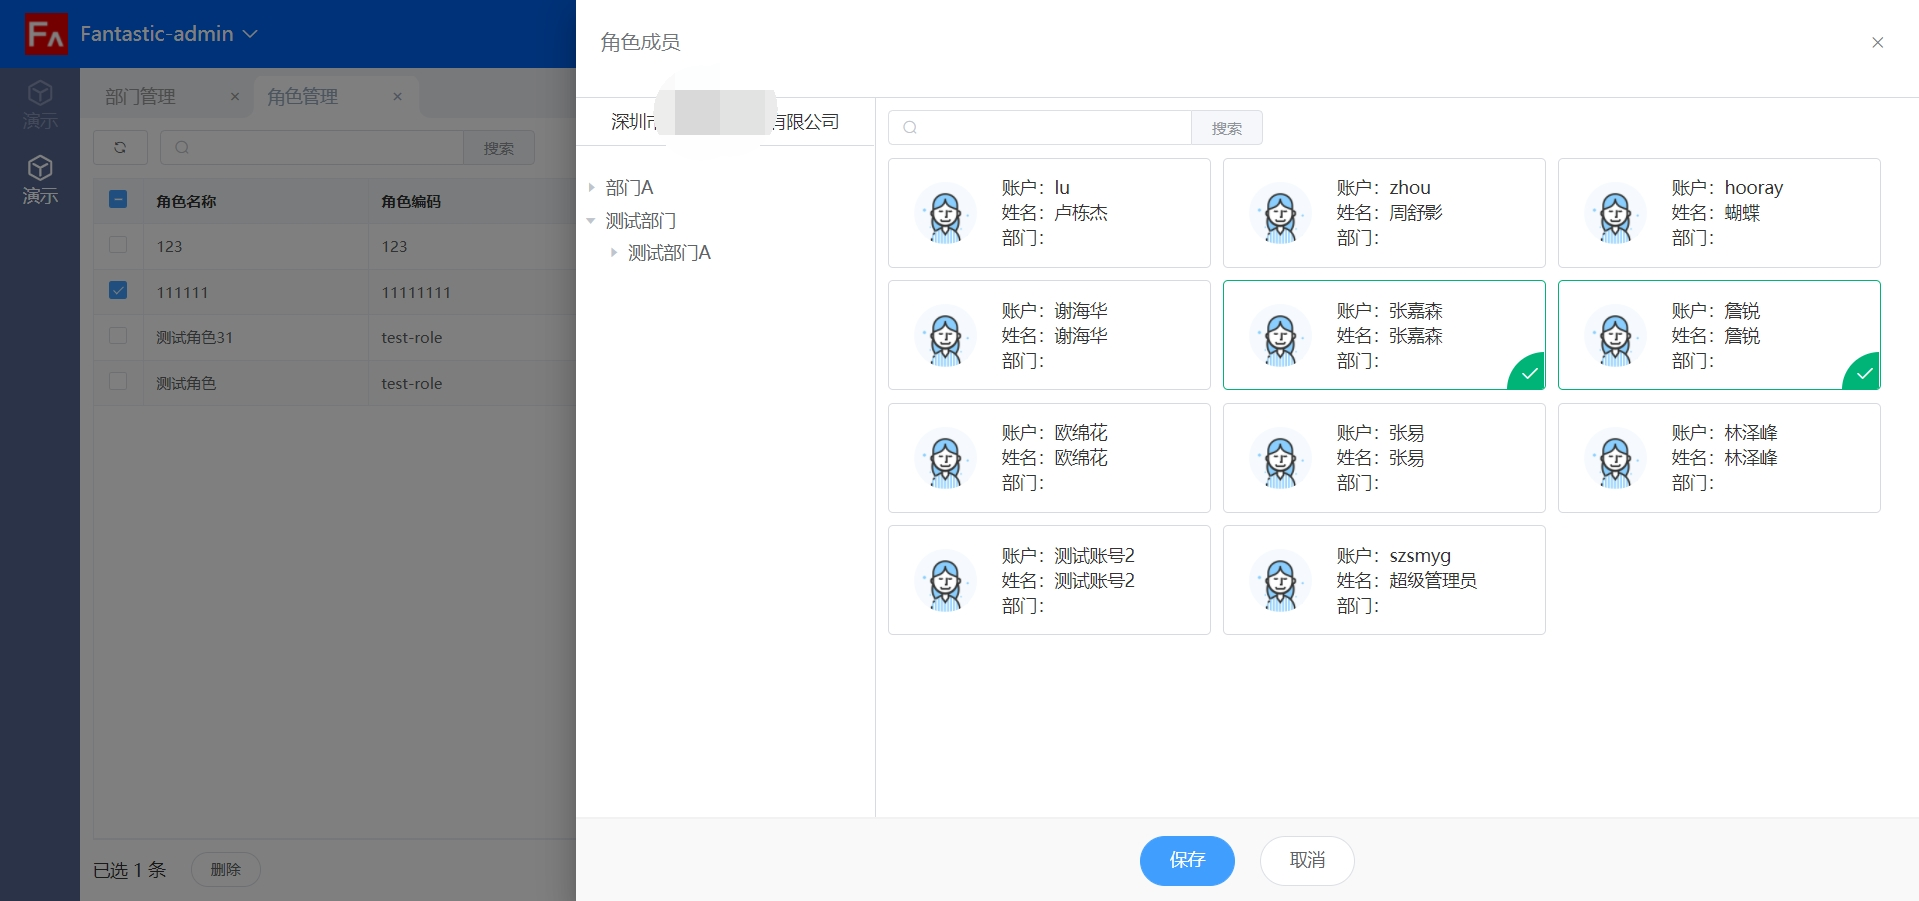 FA Fantastic-admin
演示
演示
部门管理
角色管理
搜索
角色名称 角色编码
123 123
111111 11111111
测试角色31 test-role
测试角色 test-role
已选 1 条 删除
角色成员
深圳市 有限公司
部门A
测试部门
测试部门A
搜索
账户：lu
姓名：卢栋杰
部门：
账户：zhou
姓名：周舒影
部门：
账户：hooray
姓名：蝴蝶
部门：
账户：谢海华
姓名：谢海华
部门：
账户：张嘉森
姓名：张嘉森
部门：
账户：詹锐
姓名：詹锐
部门：
账户：欧绵花
姓名：欧绵花
部门：
账户：张易
姓名：张易
部门：
账户：林泽峰
姓名：林泽峰
部门：
账户：测试账号2
姓名：测试账号2
部门：
账户：szsmyg
姓名：超级管理员
部门：
保存 取消